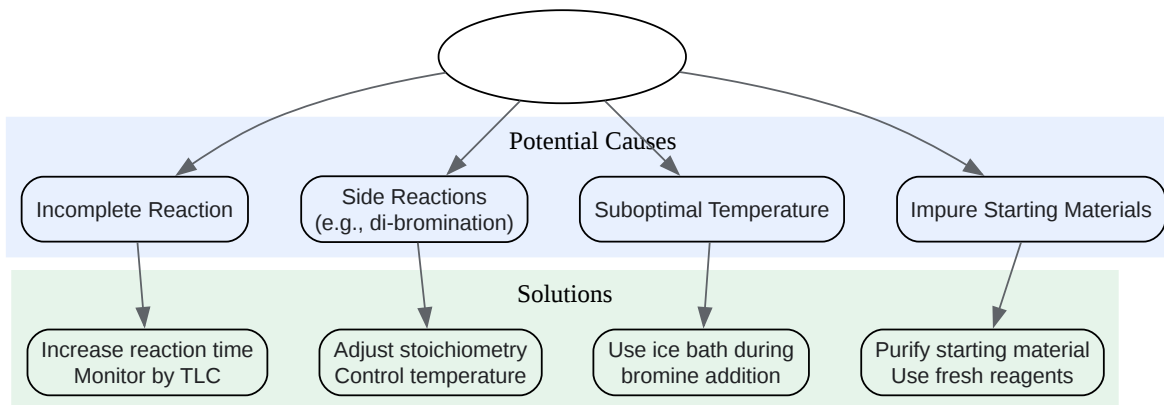 Potential Causes
Incomplete Reaction
Side Reactions
(e.g., di-bromination)
Suboptimal Temperature
Impure Starting Materials
Solutions
Increase reaction time
Monitor by TLC
Adjust stoichiometry
Control temperature
Use ice bath during
bromine addition
Purify starting material
Use fresh reagents